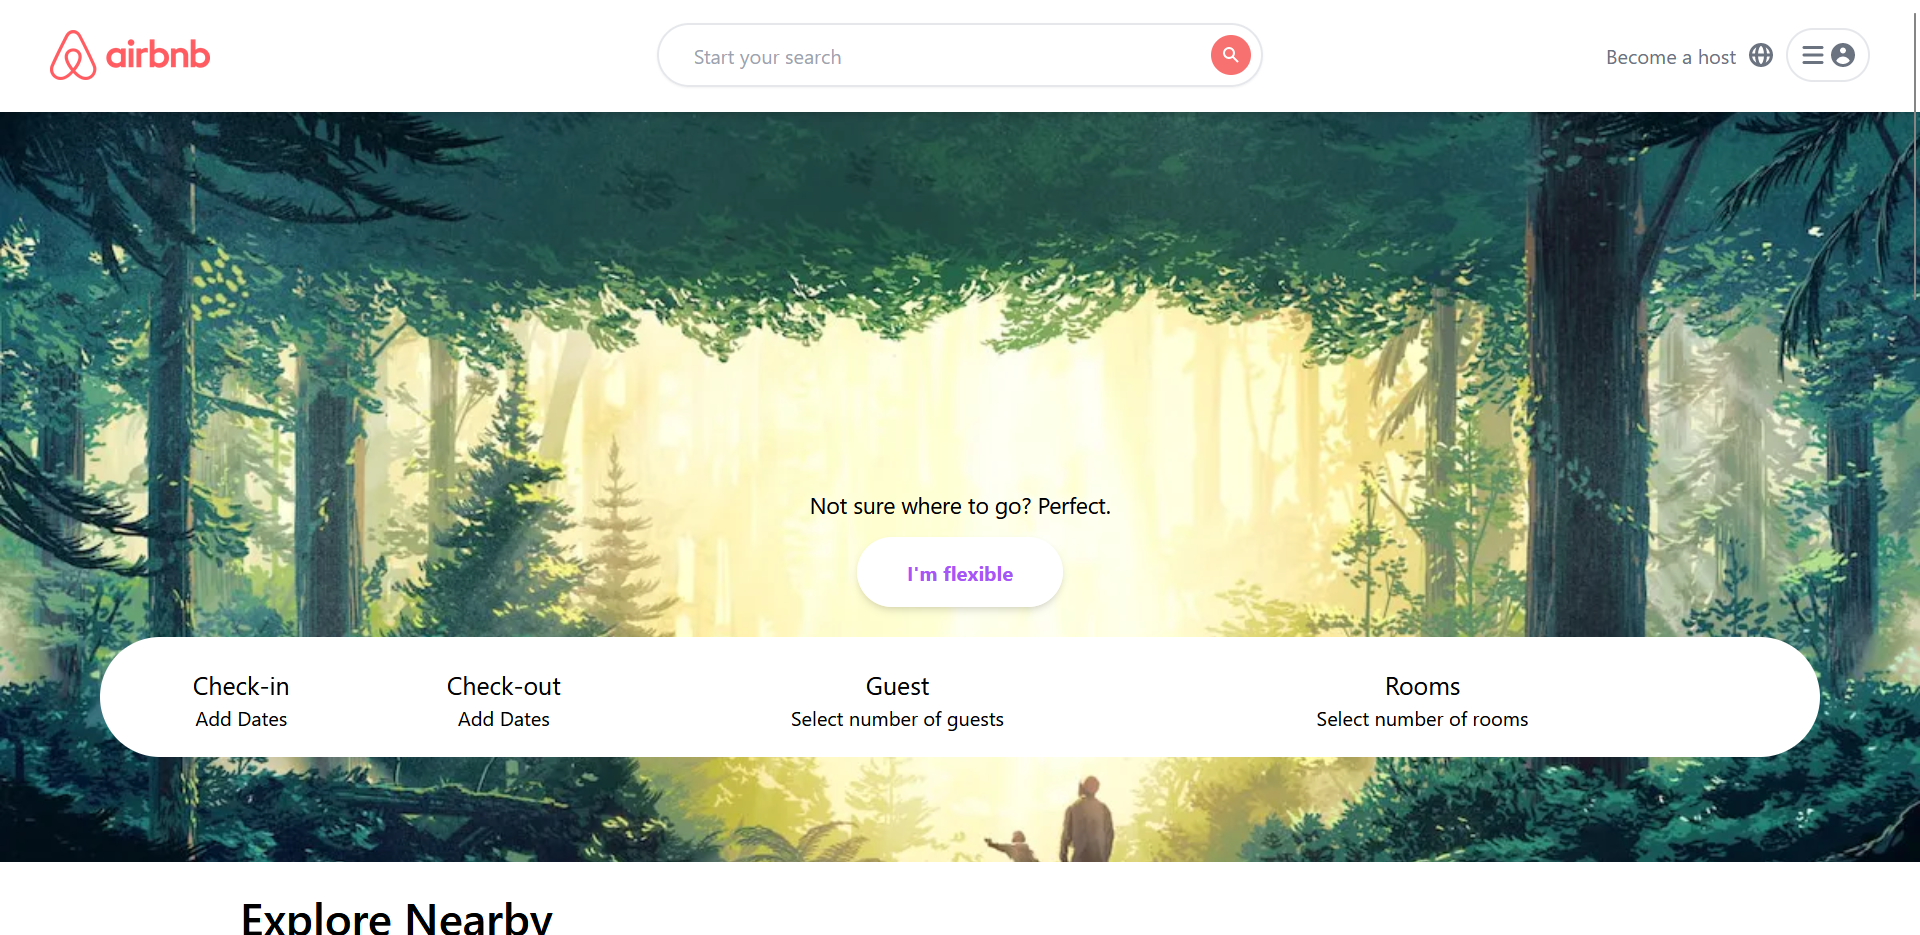 airbnb
Start your search
Become a host
Not sure where to go? Perfect.
I'm flexible
Check-in
Add Dates
Check-out
Add Dates
Guest
Select number of guests
Rooms
Select number of rooms
Explore Nearby